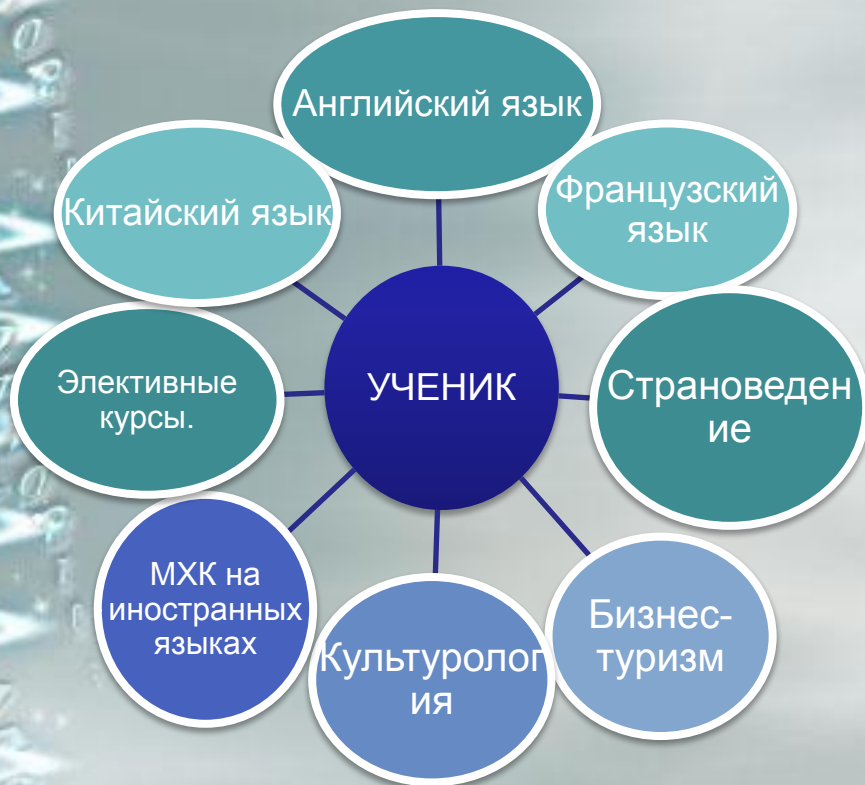 Английский язык
Китайский язык
Французский
язык
Элективные
курсы.
УЧЕНИК
Страноведен
ие
МХК на
иностранных
языках
Культуролог
ия
Бизнес-
туризм